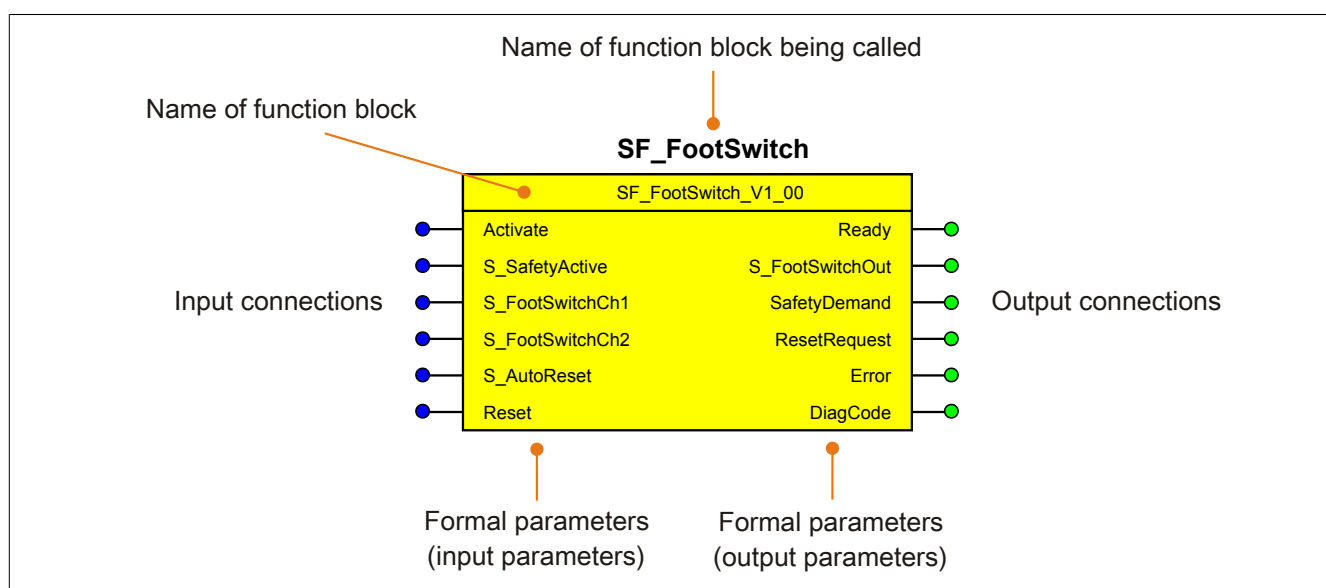 Name of function block being called
Name of function block
SF_FootSwitch
SF_FootSwitch_V1_00
Activate
Ready
S_SafetyActive
S_FootSwitchOut
Input connections
S_FootSwitchCh1
SafetyDemand
Output connections
S_FootSwitchCh2
ResetRequest
S_AutoReset
Error
Reset
DiagCode
Formal parameters
(input parameters)
Formal parameters
(output parameters)